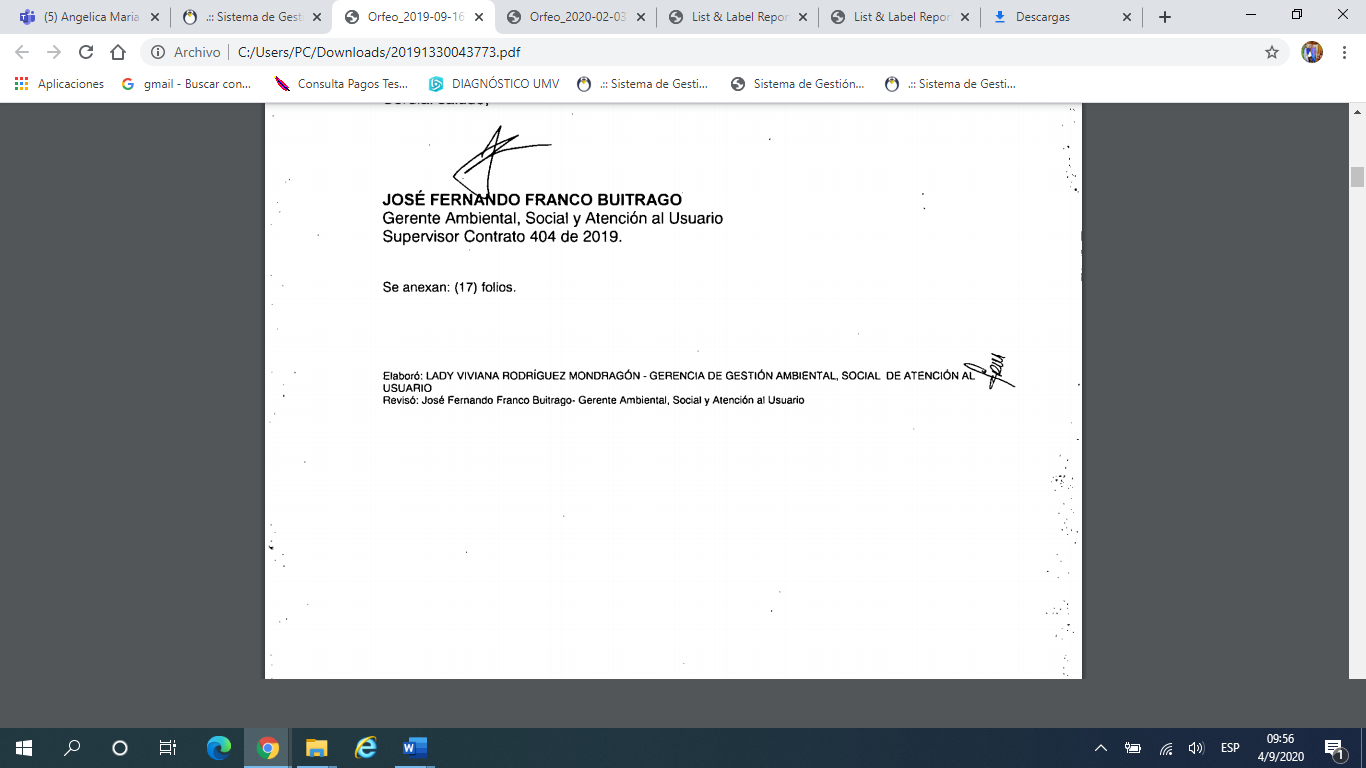 (5) Angelica Maria
.:: Sistema de Gesti
Orfeo_2019-09-16
Orfeo_2020-02-03
List & Label Repor
List & Label Repor
Descargas
Archivo
C:/Users/PC/Downloads/20191330043773.pdf
Aplicaciones
gmail - Buscar con...
Consulta Pagos Tes...
DIAGNÓSTICO UMV
.:: Sistema de Gesti...
Sistema de Gestión...
.:: Sistema de Gesti...
JOSÉ FERNANDO FRANCO BUITRAGO
Gerente Ambiental, Social y Atención al Usuario
Supervisor Contrato 404 de 2019.
Se anexan: (17) folios.
Elaboró: LADY VIVIANA RODRÍGUEZ MONDRAGÓN - GERENCIA DE GESTIÓN AMBIENTAL, SOCIAL DE ATENCIÓN AL
USUARIO
Revisó: José Fernando Franco Buitrago- Gerente Ambiental, Social y Atención al Usuario
ESP
09:56
4/9/2020
1